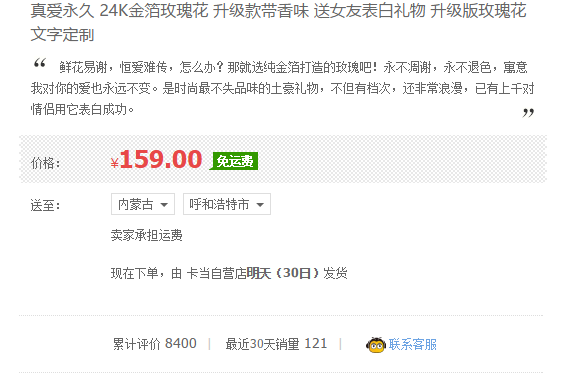 真爱永久 24K金箔玫瑰花 升级款带香味 送女友表白礼物 升级版玫瑰花
文字定制
“ 鲜花易谢，恒爱难传，怎么办？那就选纯金箔打造的玫瑰吧！永不凋谢，永不退色，寓意
我对你的爱也永远不变。是时尚最不失品味的土豪礼物，不但有档次，还非常浪漫，已有上千对
情侣用它表白成功。 ”
价格： ¥159.00 免运费
送至： 内蒙古 呼和浩特市
卖家承担运费
现在下单，由 卡当自营店明天（30日）发货
累计评价 8400 | 最近30天销量 121 | 联系客服